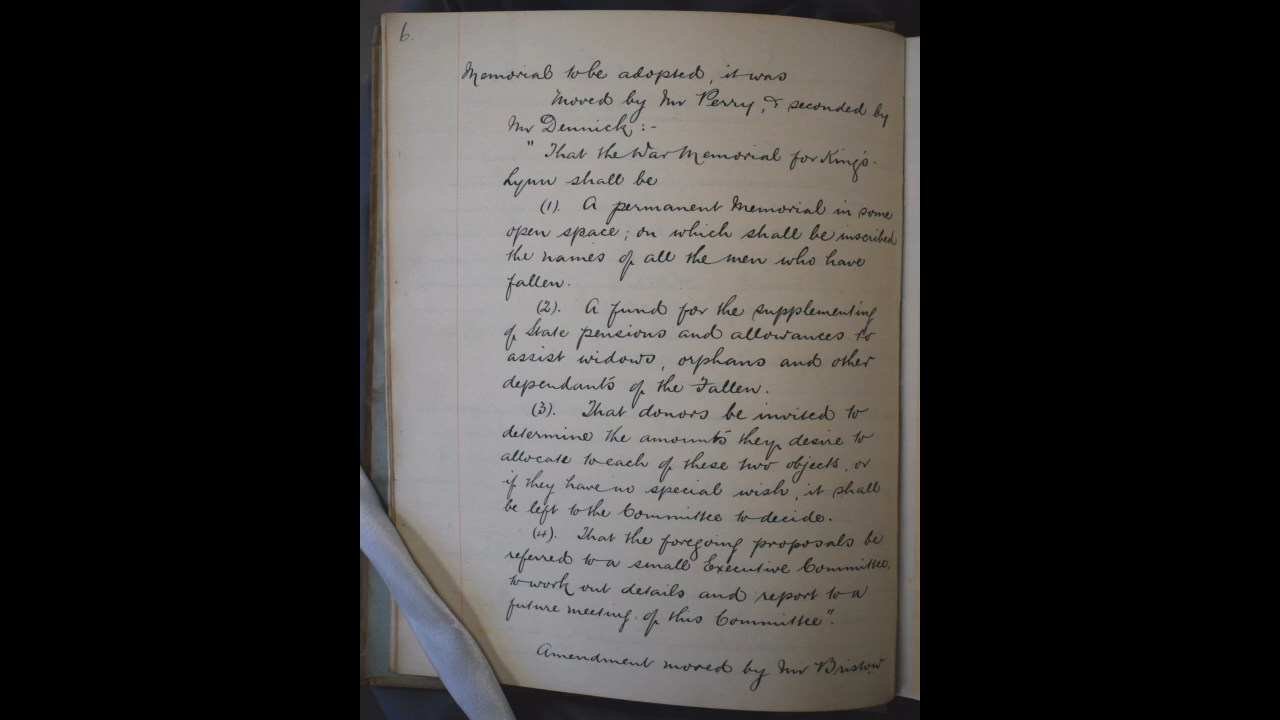 6.
Memorial to be adopted, it was
Moved by Mr Perry, & seconded by
Mr Dennick :-
" That the War Memorial for King's-
Lynn shall be
(1). A permanent Memorial in some
open space; on which shall be inscribed
the names of all the men who have
fallen.
(2). A fund for the supplementing
of State pensions and allowances to
assist widows, orphans and other
dependants of the Fallen.
(3). That donors be invited to
determine the amounts they desire to
allocate to each of these two objects, or
if they have no special wish, it shall
be left to the Committee to decide.
(4). That the foregoing proposals be
referred to a small Executive Committee,
to work out details and report to a
future meeting of this Committee".
Amendment moved by Mr Bristow